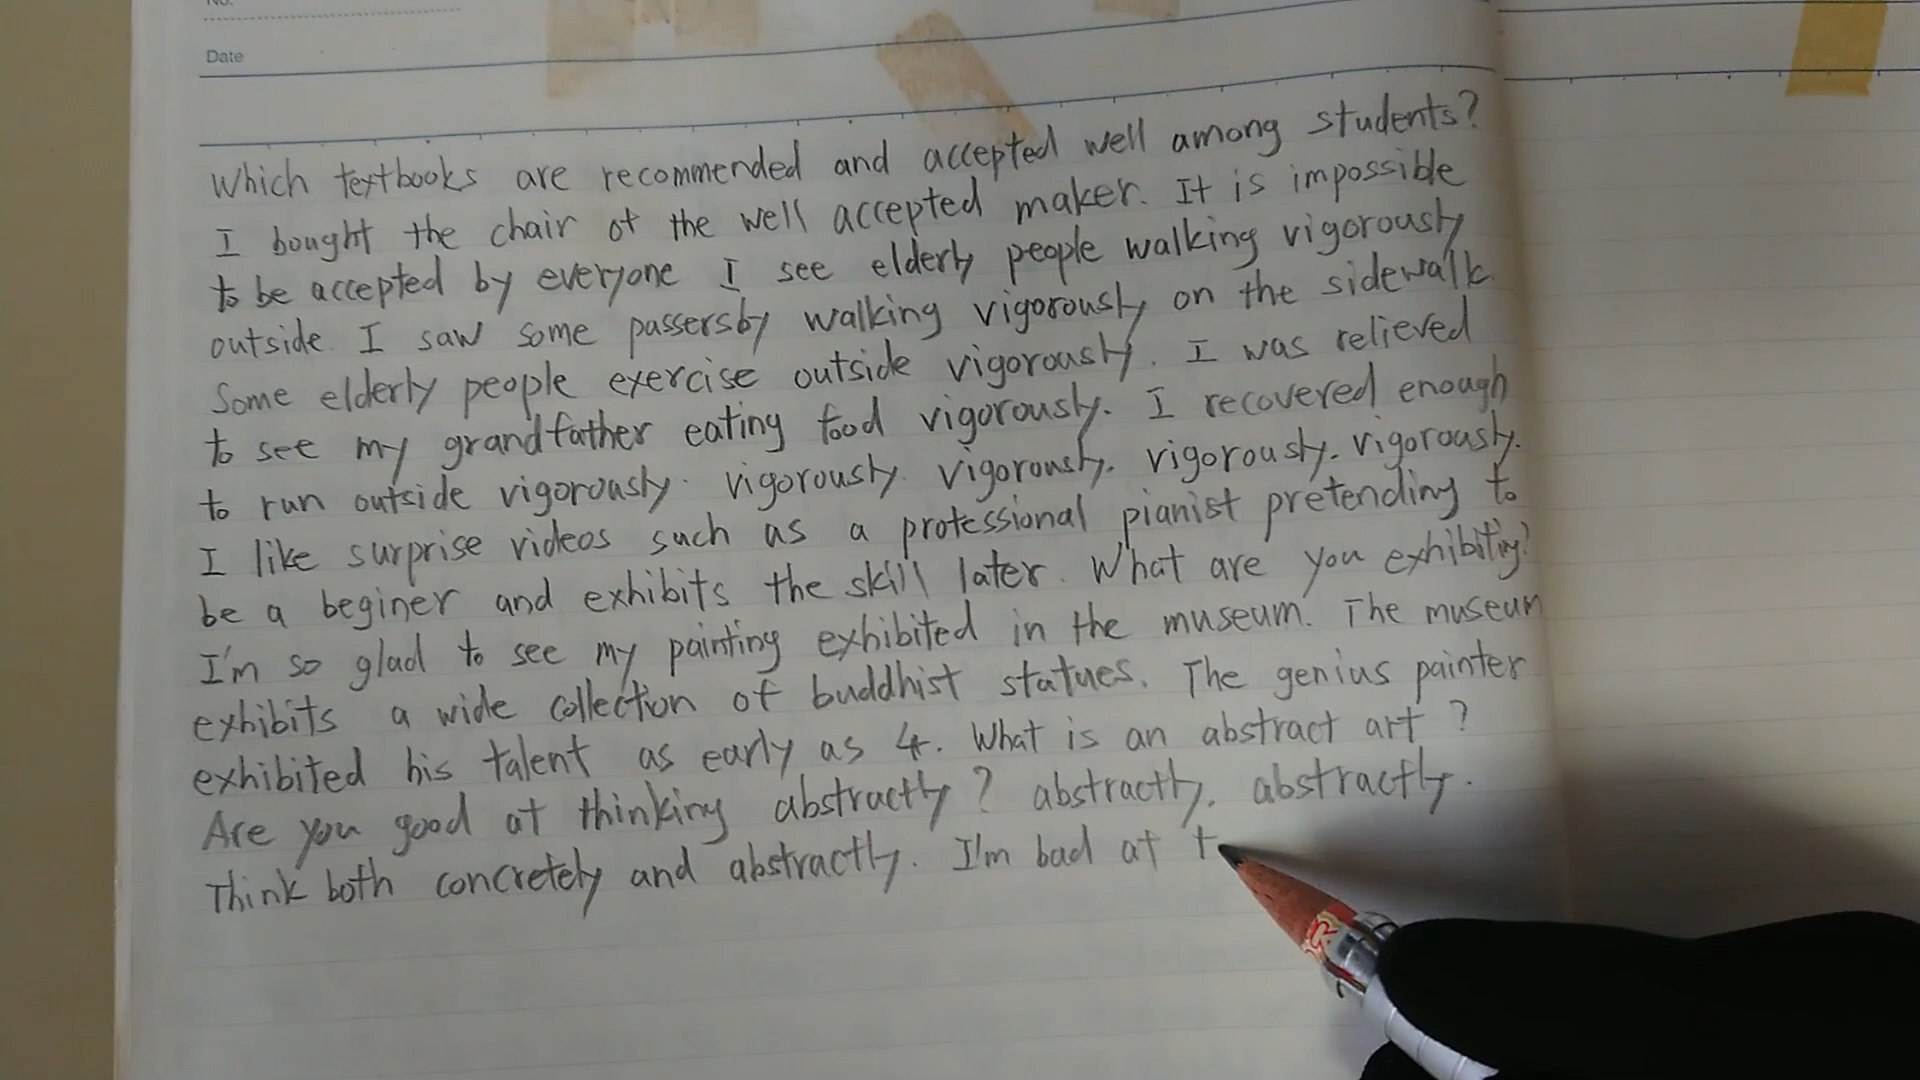 No.
Date
Which textbooks are recommended and accepted well among students?
I bought the chair of the well accepted maker. It is impossible
to be accepted by everyone I see elderly people walking vigorously
outside. I saw some passersby walking vigorously on the sidewalk.
Some elderly people exercise outside vigorously. I was relieved
to see my grandfather eating food vigorously. I recovered enough
to run outside vigorously. vigorously. vigorously. vigorously. vigorously.
I like surprise videos such as a professional pianist pretending to
be a beginer and exhibits the skill later. What are you exhibiting?
I'm so glad to see my painting exhibited in the museum. The museum
exhibits a wide collection of buddhist statues. The genius painter
exhibited his talent as early as 4. What is an abstract art?
Are you good at thinking abstractly? abstractly. abstractly.
Think both concretely and abstractly. I'm bad at t